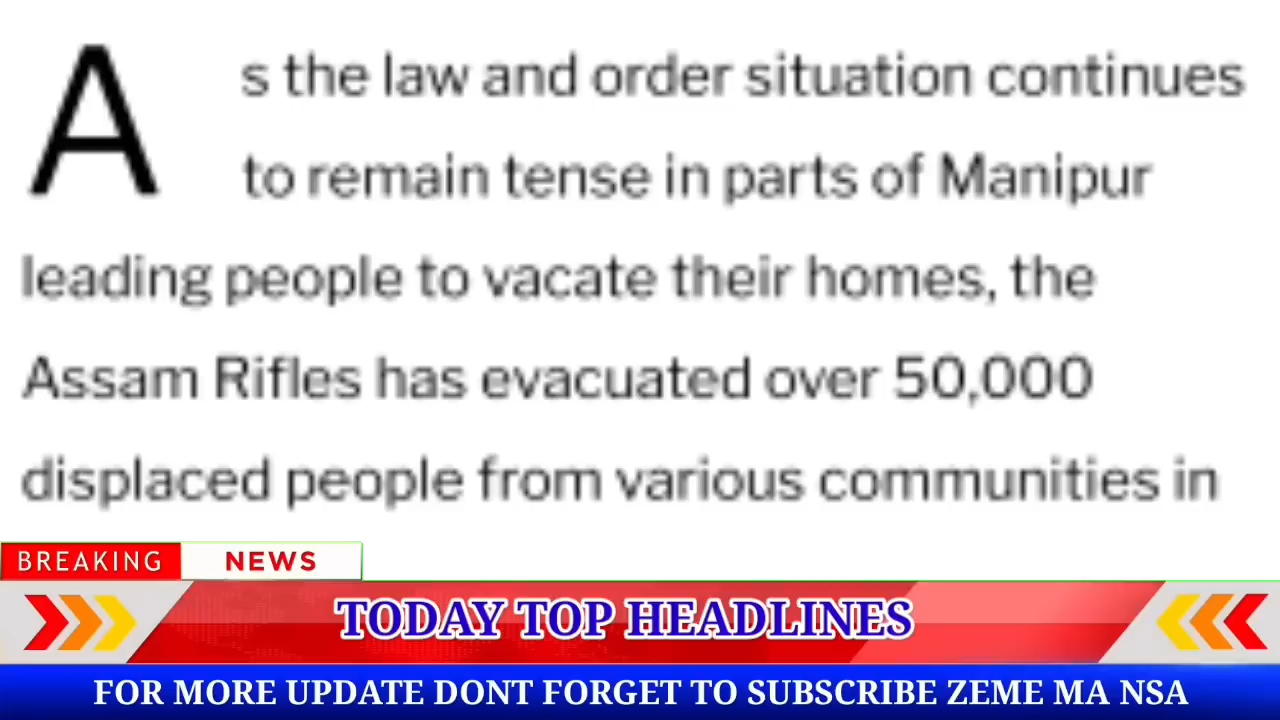 As the law and order situation continues
to remain tense in parts of Manipur
leading people to vacate their homes, the
Assam Rifles has evacuated over 50,000
displaced people from various communities in
BREAKING NEWS
TODAY TOP HEADLINES
FOR MORE UPDATE DONT FORGET TO SUBSCRIBE ZEME MA NSA